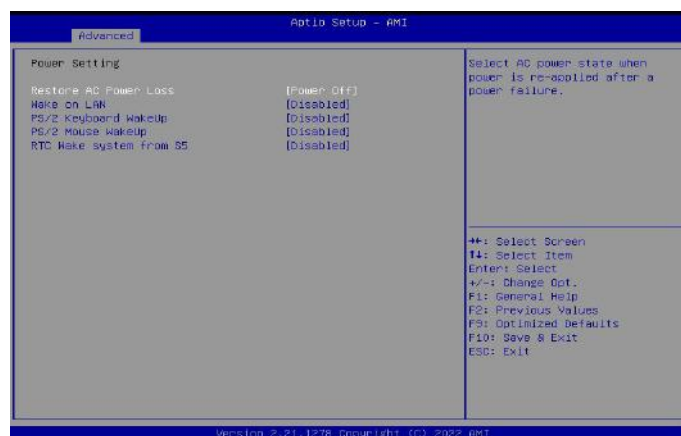 Aptio Setup - AMI
Advanced
Power Setting
Restore AC Power Loss [Power Off]
Wake on LAN [Disabled]
PS/2 Keyboard WakeUp [Disabled]
PS/2 Mouse WakeUp [Disabled]
RTC Wake system from S5 [Disabled]
Select AC power state when
power is re-applied after a
power failure.
→←: Select Screen
↑↓: Select Item
Enter: Select
+/-: Change Opt.
F1: General Help
F2: Previous Values
F9: Optimized Defaults
F10: Save & Exit
ESC: Exit
Version 2.21.1278 Copyright (C) 2022 AMI